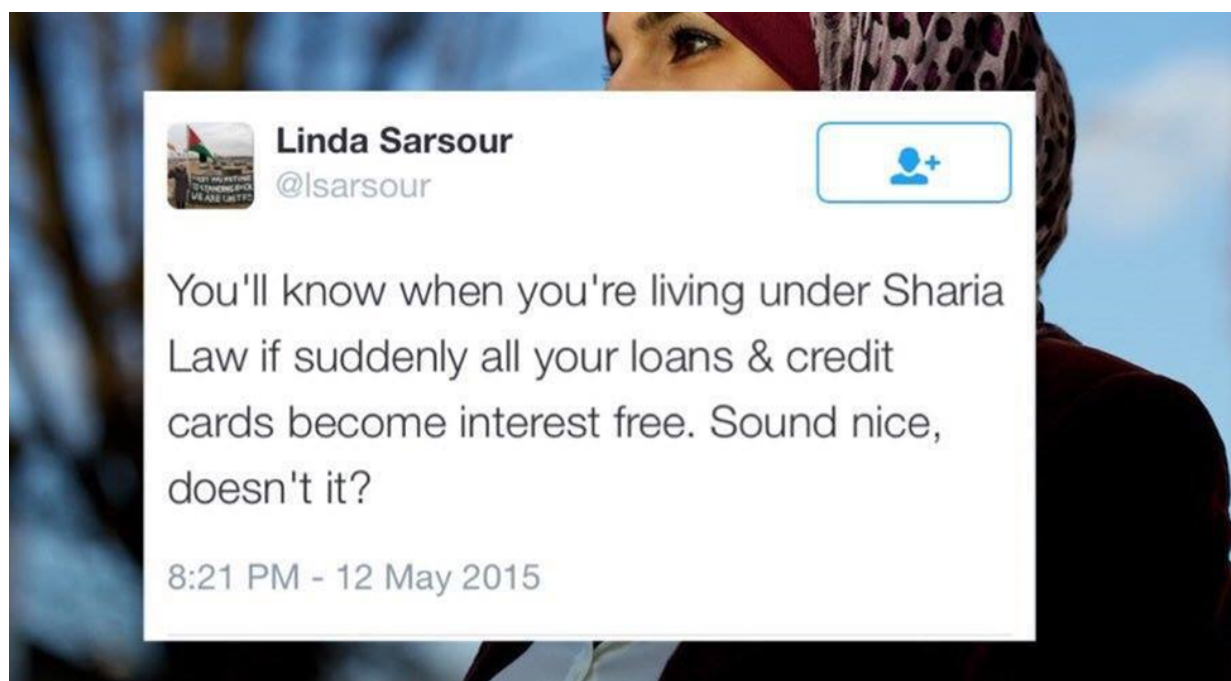 Linda Sarsour
@lsarsour
You'll know when you're living under Sharia
Law if suddenly all your loans & credit
cards become interest free. Sound nice,
doesn't it?
8:21 PM - 12 May 2015